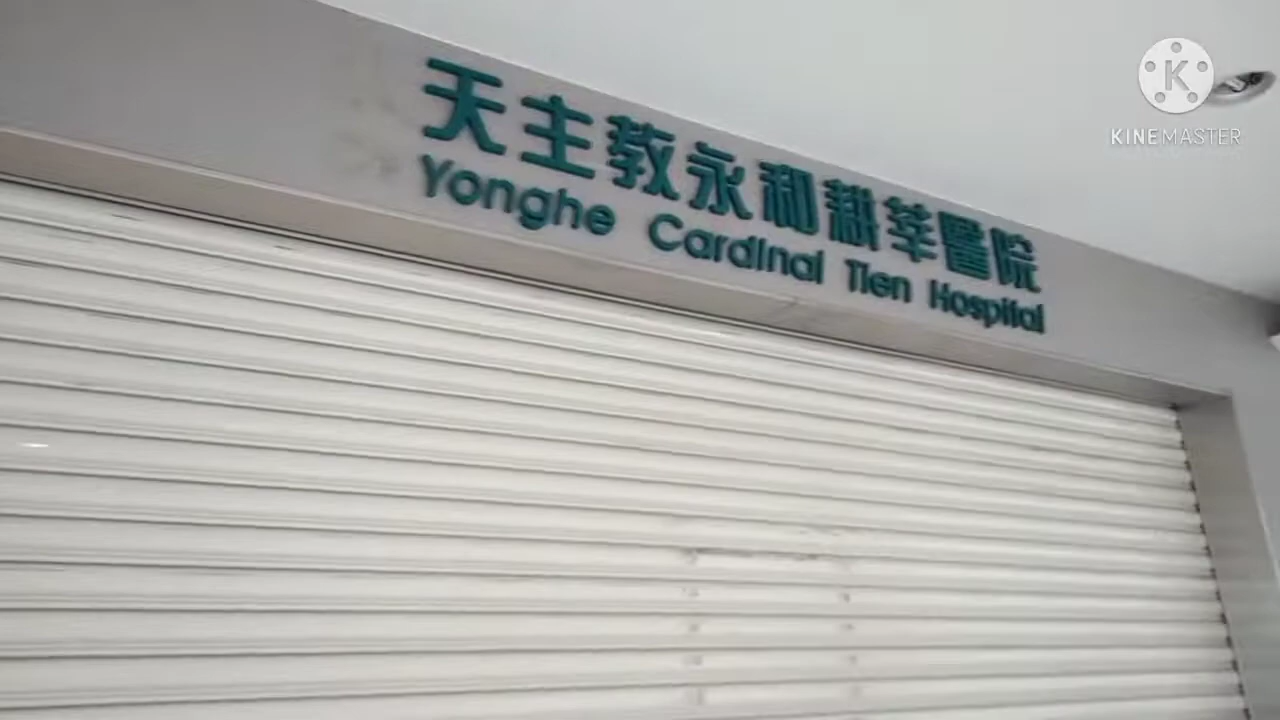 天主教永和耕莘醫院
Yonghe Cardinal Tien Hospital
K
KINEMASTER